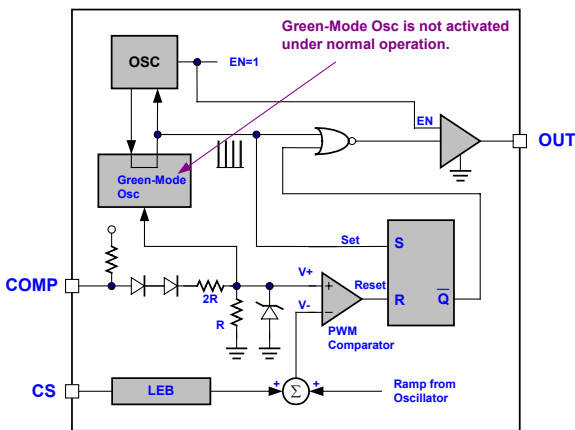 Green-Mode Osc is not activated
under normal operation.
OSC
EN=1
EN
OUT
Green-Mode
Osc
Set
S
COMP
V+
Reset
2R
R
Q
R
V-
+
−
PWM
Comparator
CS
LEB
+
Σ
+
Ramp from
Oscillator